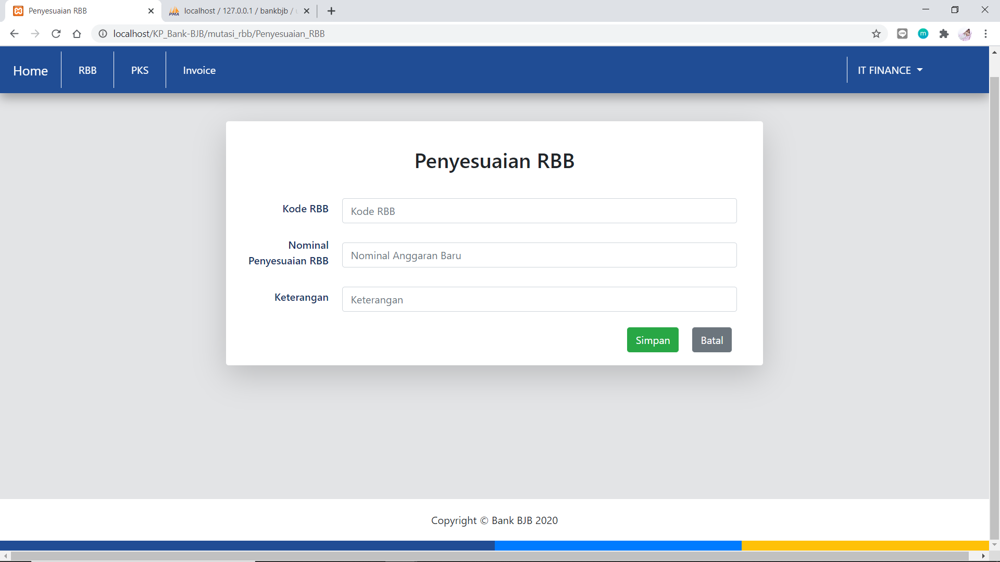 Penyesuaian RBB
localhost / 127.0.0.1 / bankbjb /
localhost/KP_Bank-BJB/mutasi_rbb/Penyesuaian_RBB
Home RBB PKS Invoice IT FINANCE
Penyesuaian RBB
Kode RBB Kode RBB
Nominal
Penyesuaian RBB Nominal Anggaran Baru
Keterangan Keterangan
Simpan Batal
Copyright © Bank BJB 2020